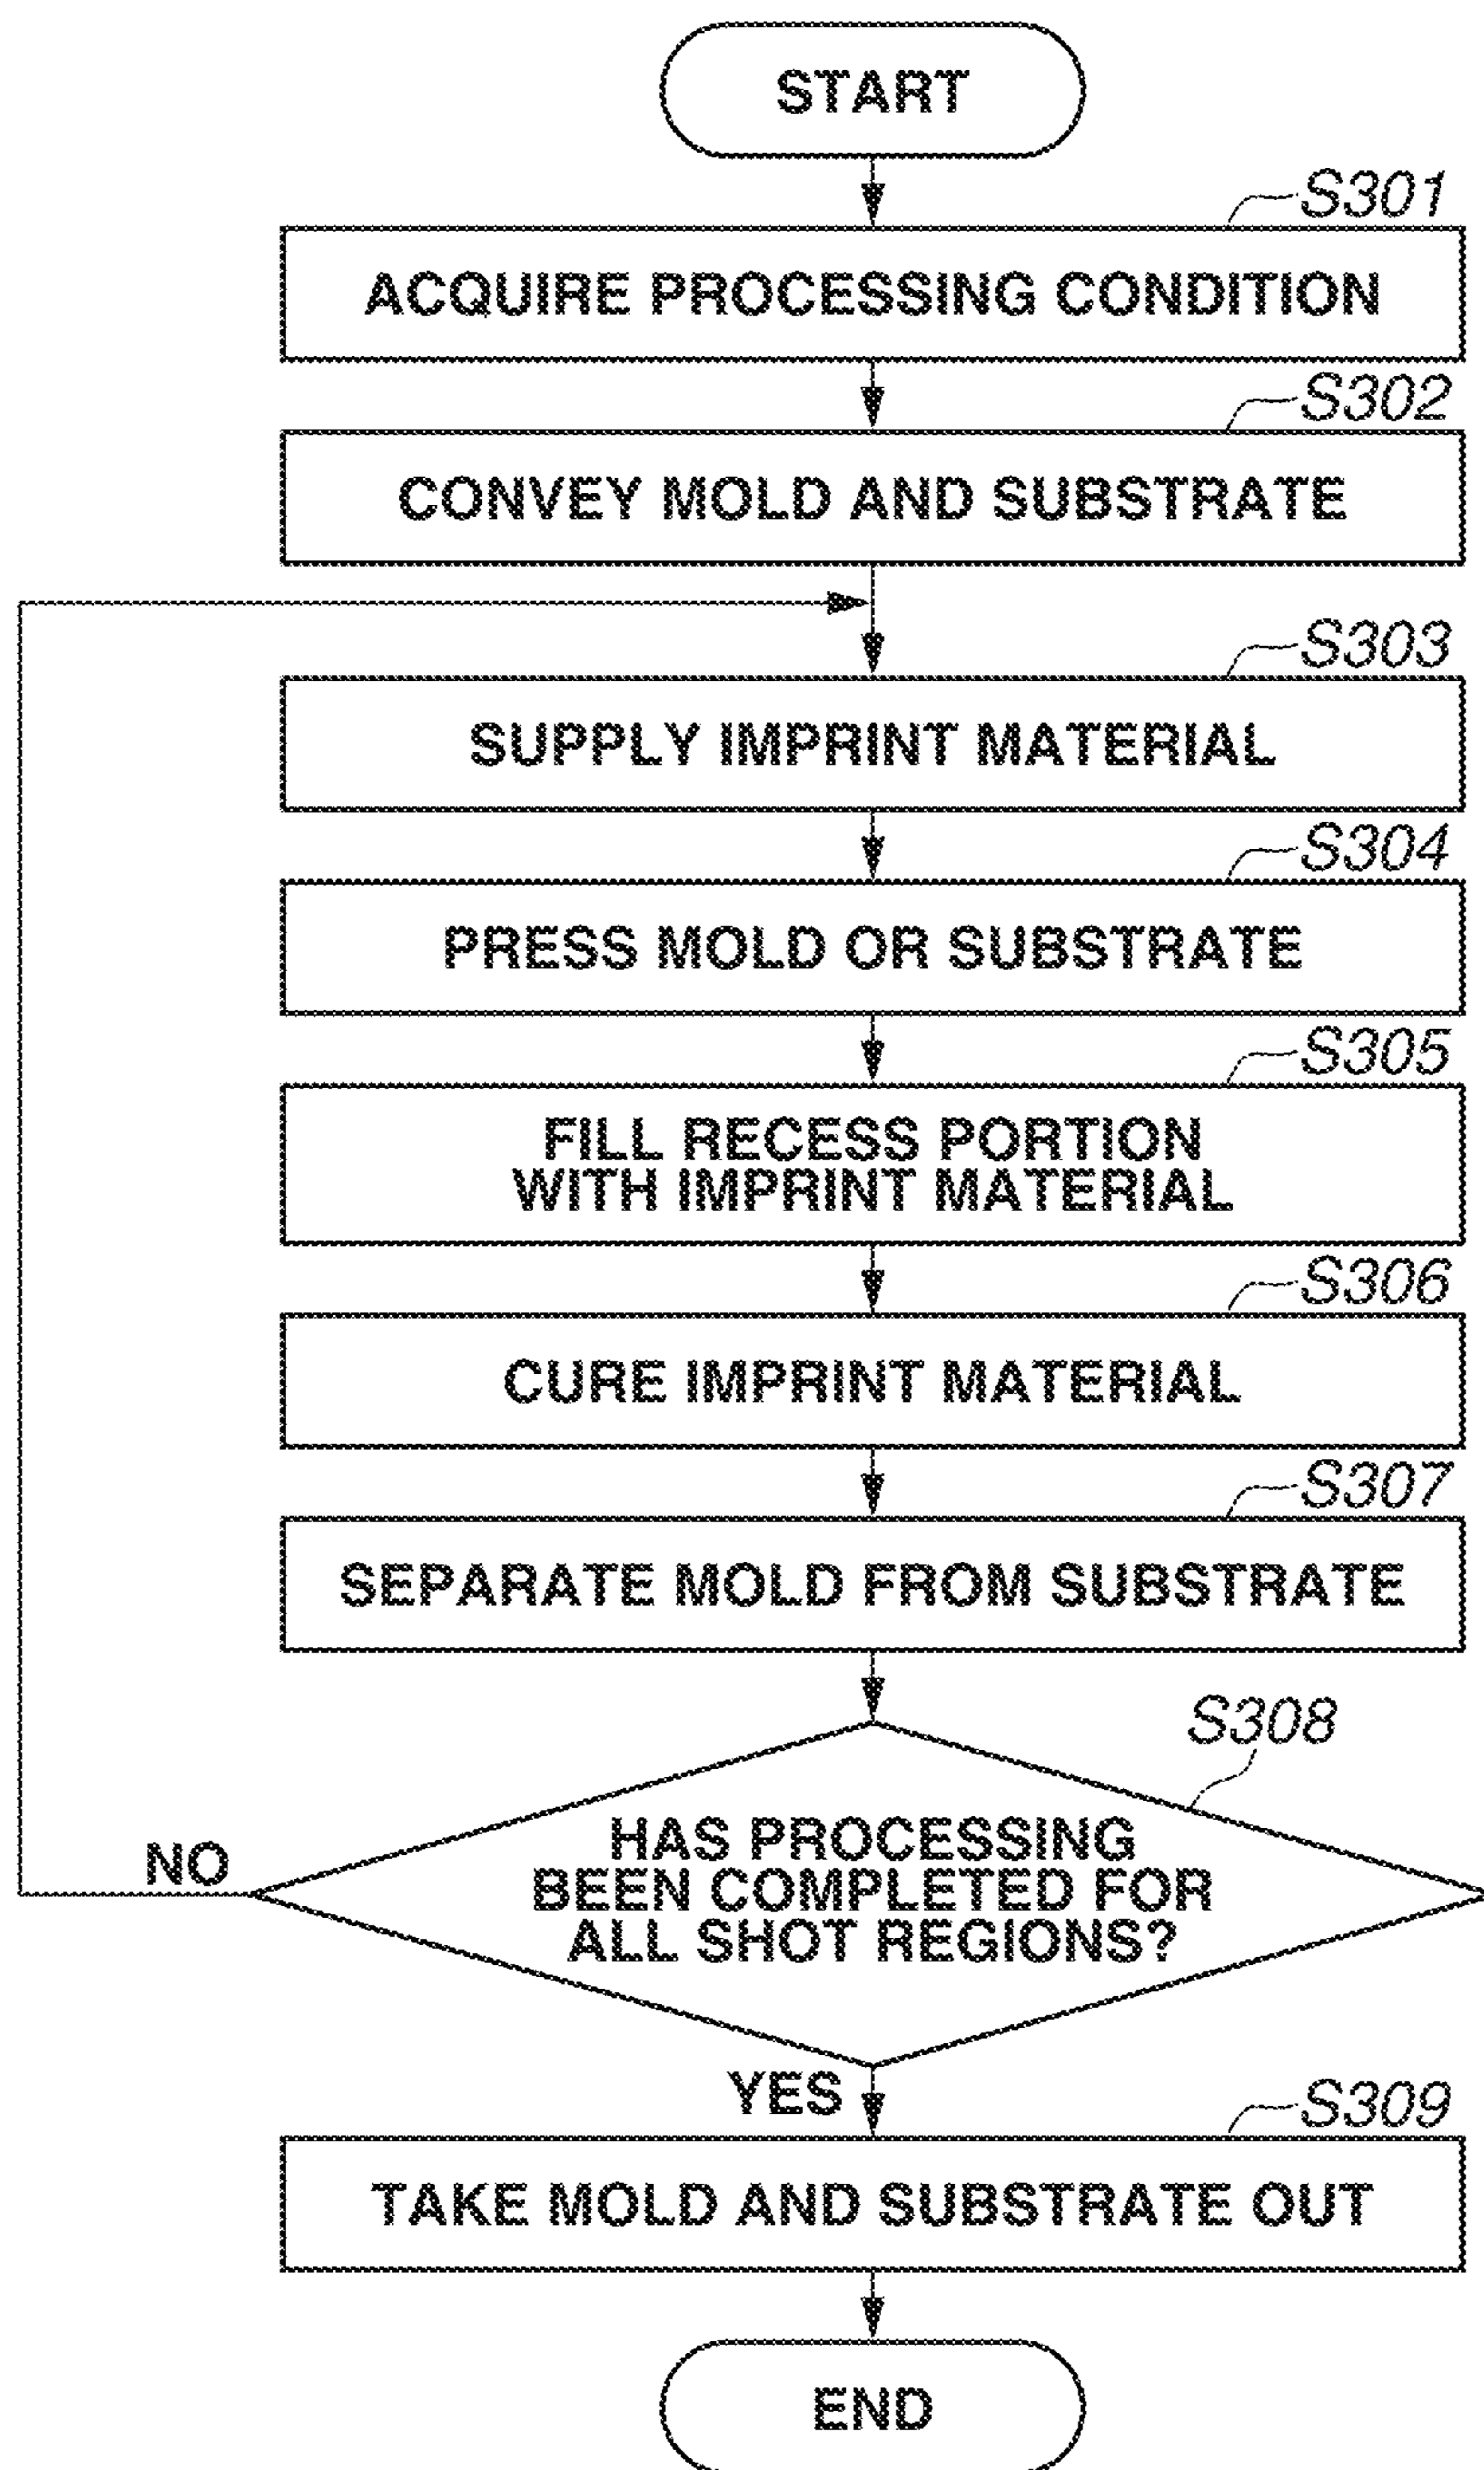 START
S301
ACQUIRE PROCESSING CONDITION
S302
CONVEY MOLD AND SUBSTRATE
S303
SUPPLY IMPRINT MATERIAL
S304
PRESS MOLD OR SUBSTRATE
S305
FILL RECESS PORTION
WITH IMPRINT MATERIAL
S306
CURE IMPRINT MATERIAL
S307
SEPARATE MOLD FROM SUBSTRATE
S308
HAS PROCESSING
BEEN COMPLETED FOR
ALL SHOT REGIONS?
NO
YES
S309
TAKE MOLD AND SUBSTRATE OUT
END